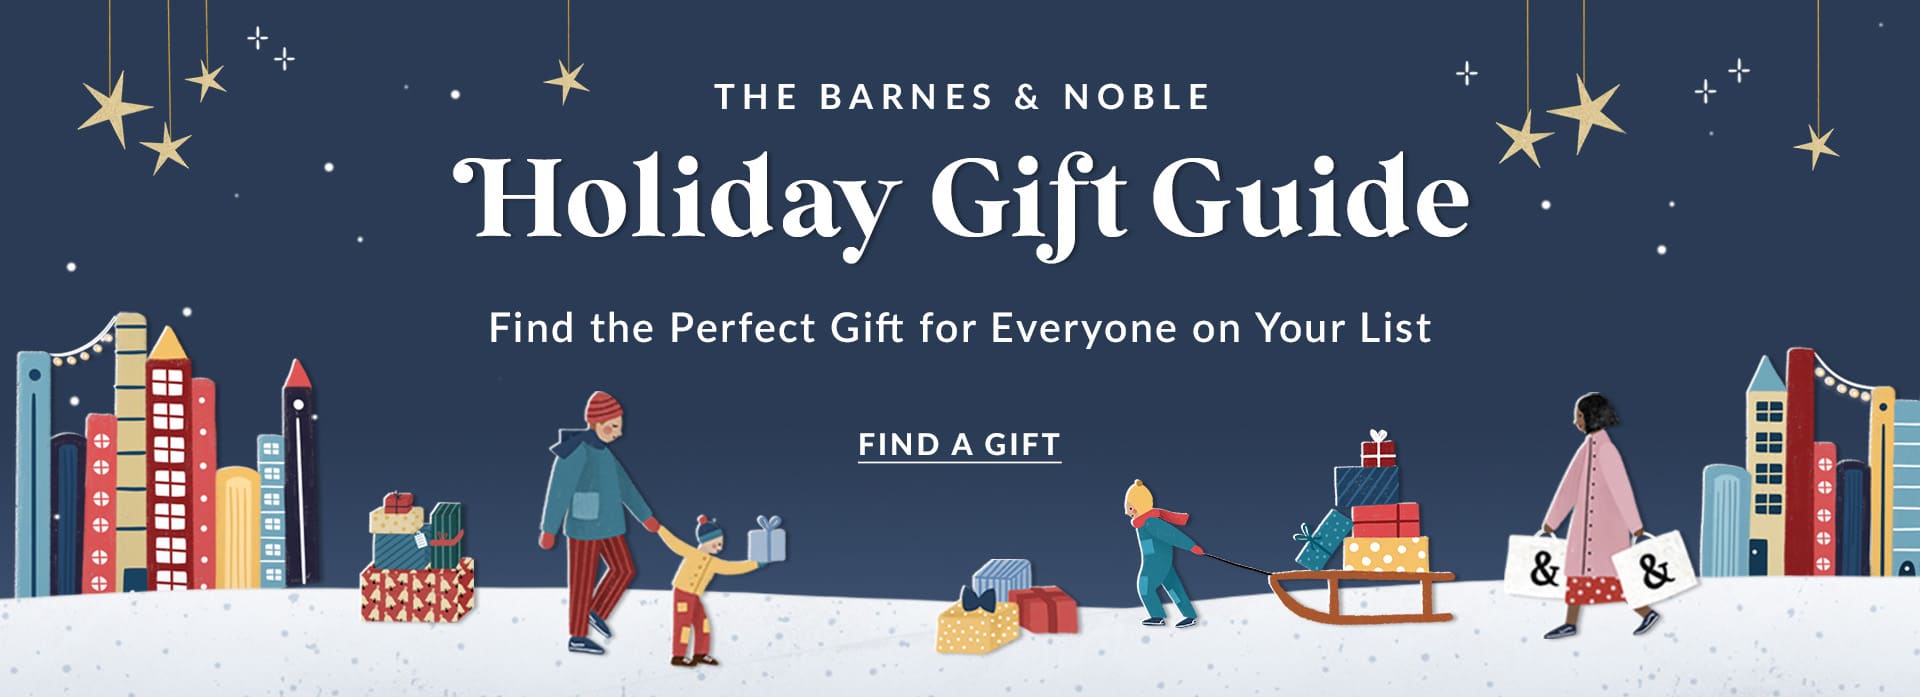 THE BARNES & NOBLE
Holiday Gift Guide
Find the Perfect Gift for Everyone on Your List
FIND A GIFT
& &